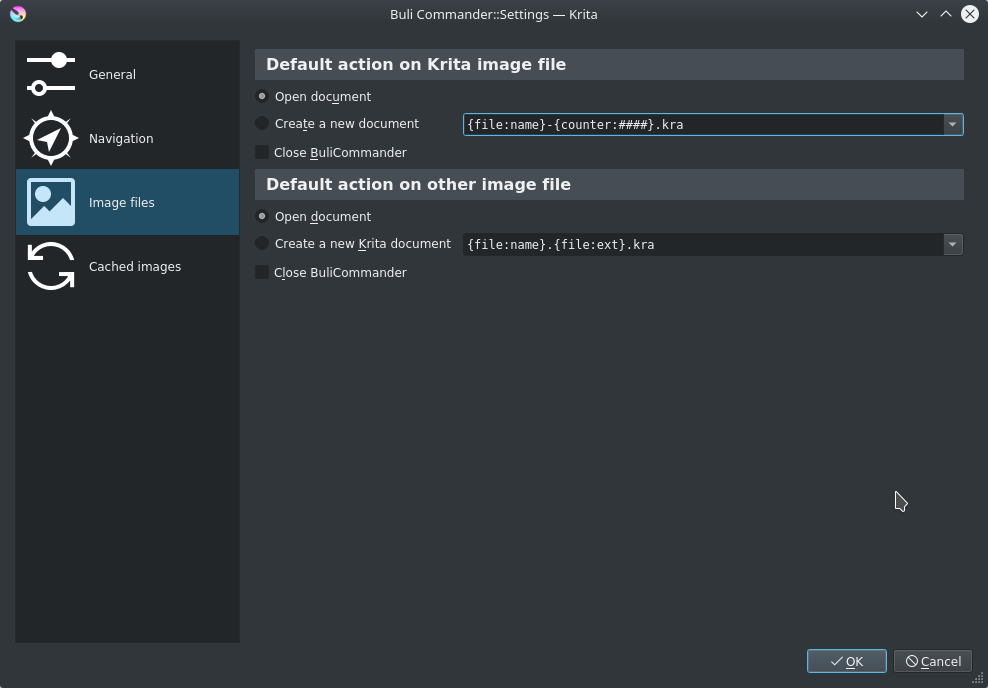 Buli Commander::Settings — Krita
General
Navigation
Image files
Cached images
Default action on Krita image file
Open document
Create a new document
{file:name}-{counter:####}.kra
Close BuliCommander
Default action on other image file
Open document
Create a new Krita document
{file:name}.{file:ext}.kra
Close BuliCommander
OK
Cancel